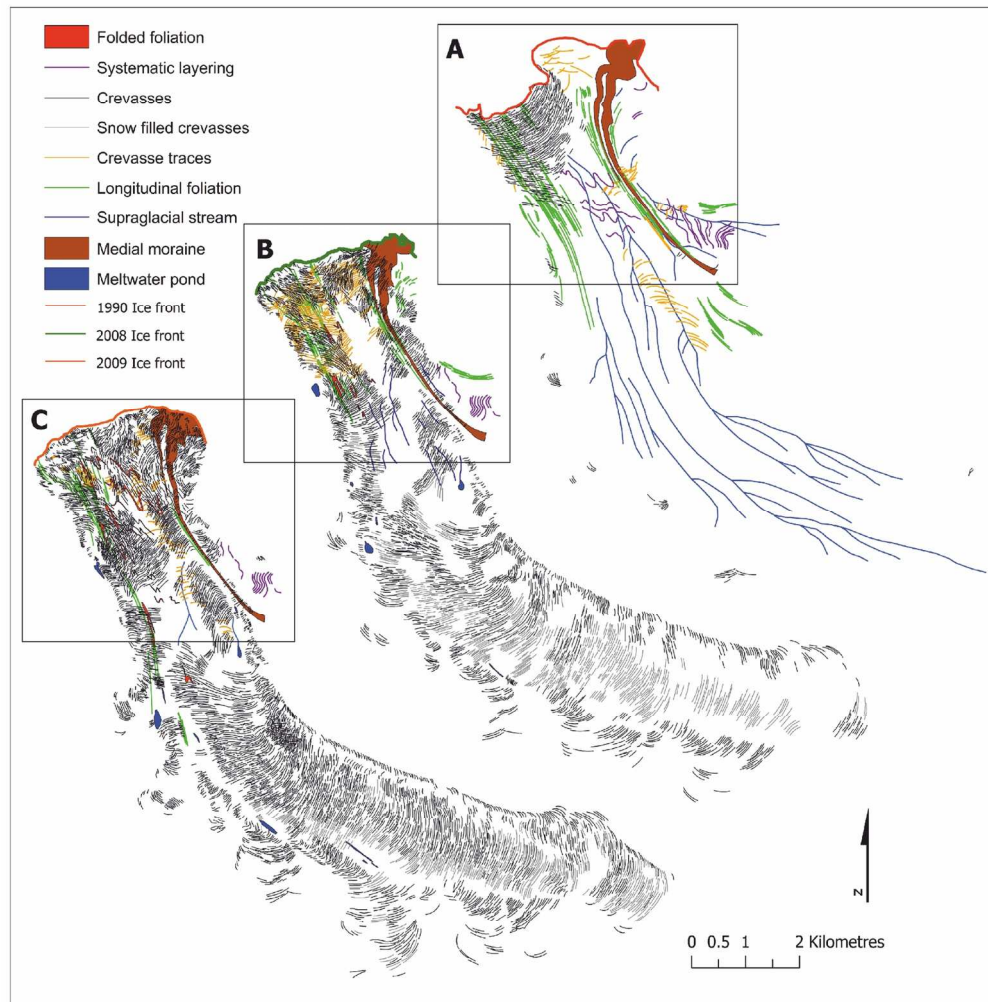 Folded foliation
Systematic layering
Crevasses
Snow filled crevasses
Crevasse traces
Longitudinal foliation
Supraglacial stream
Medial moraine
Meltwater pond
1990 Ice front
2008 Ice front
2009 Ice front
A
B
C
N
0 0.5 1 2 Kilometres